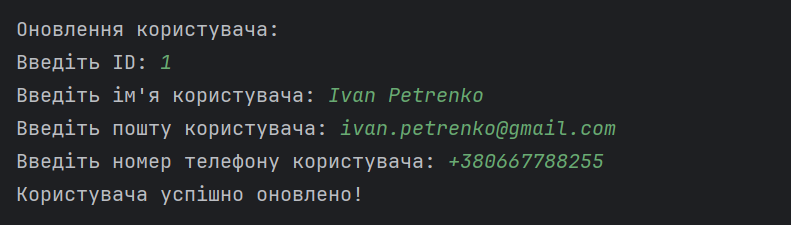 Оновлення користувача:
Введіть ID: 1
Введіть ім'я користувача: Ivan Petrenko
Введіть пошту користувача: ivan.petrenko@gmail.com
Введіть номер телефону користувача: +380667788255
Користувача успішно оновлено!